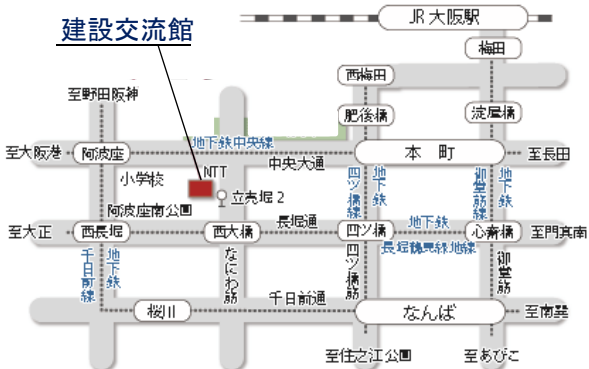 JR大阪駅
建設交流館
梅田
西梅田
至野田阪神
肥後橋
淀屋橋
地下鉄中央線
至大阪港
阿波座
中央大通
本町
至長田
小学校
NTT
立売堀2
四ツ橋線
地下鉄
御堂筋線
地下鉄
阿波座南公園
長堀通
地下鉄
至大正
西長堀
西大橋
四ツ橋
心斎橋
至門真南
長堀鶴見緑地線
千日前線
地下鉄
なにわ筋
四ツ橋筋
御堂筋
千日前通
桜川
なんば
至南巽
至住之江公園
至あびこ